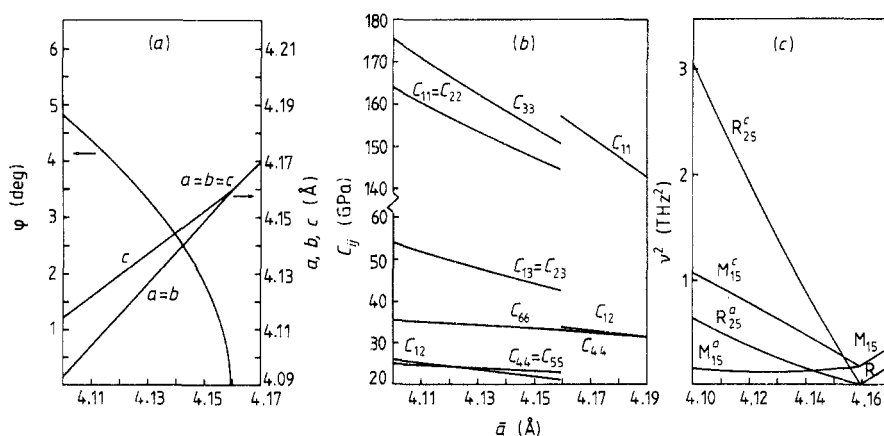 (a)
φ (deg)
6
5
4
3
2
1
4.11
4.13
4.15
4.17
a=b=c
c
a=b
4.21
4.19
4.17
4.15
4.13
4.11
4.09
a, b, c (Å)
(b)
C_ij (GPa)
180
170
160
150
140
60
50
40
30
20
C₁₁=C₂₂
C₃₃
C₁₁
C₁₃=C₂₃
C₆₆
C₁₂
C₄₄
C₁₂
C₄₄=C₅₅
4.11
4.13
4.15
4.17
4.19
ā (Å)
(c)
ν² (THz²)
3
2
1
R₂₅ᶜ
M₁₅ᶜ
R₂₅ᵃ
M₁₅ᵃ
M₁₅
R
4.10
4.12
4.14
4.16